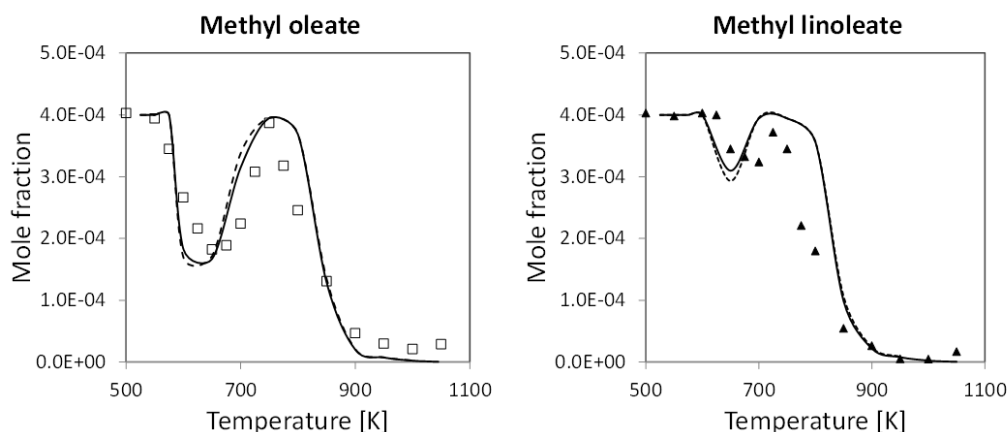 Methyl oleate
5.0E-04
4.0E-04
3.0E-04
2.0E-04
1.0E-04
0.0E+00
Mole fraction
500
700
900
1100
Temperature [K]
Methyl linoleate
5.0E-04
4.0E-04
3.0E-04
2.0E-04
1.0E-04
0.0E+00
Mole fraction
500
700
900
1100
Temperature [K]